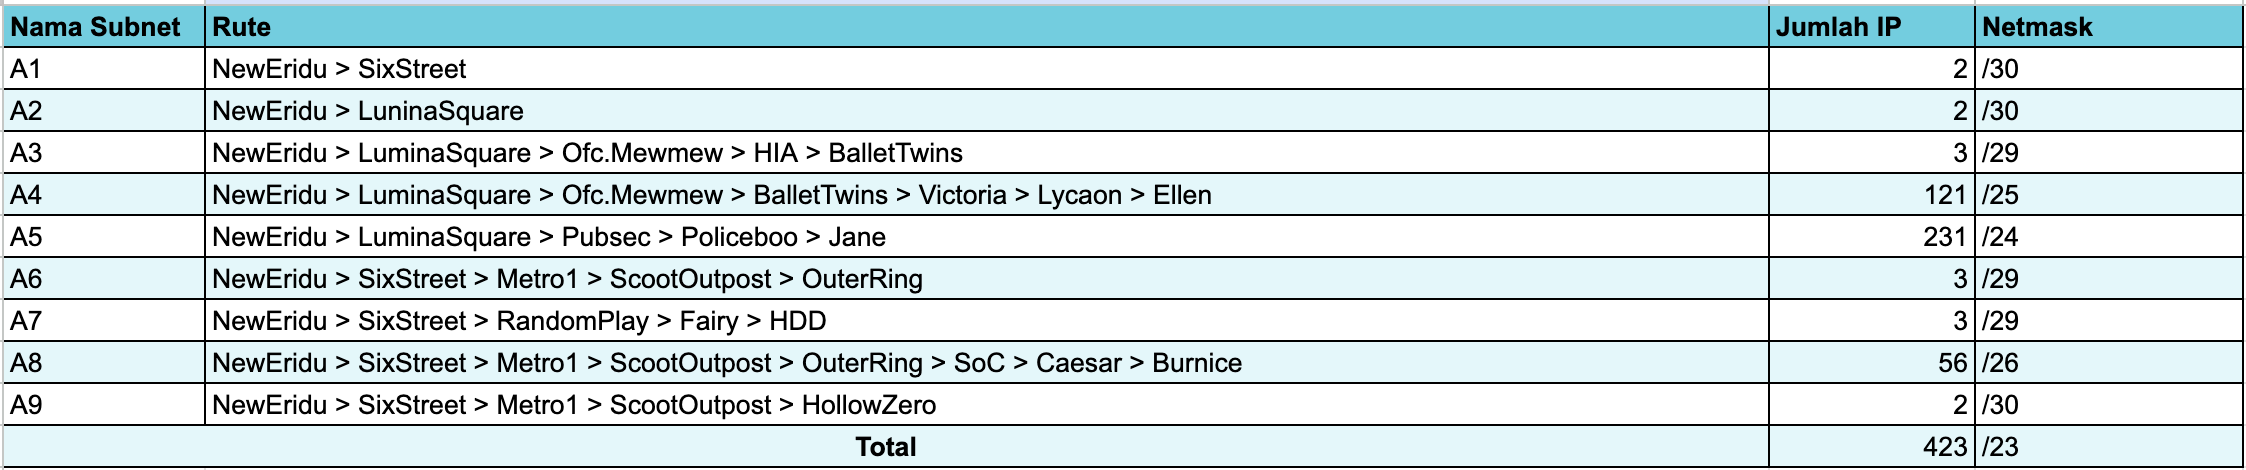 Nama Subnet Rute Jumlah IP Netmask
A1 NewEridu > SixStreet 2 /30
A2 NewEridu > LuninaSquare 2 /30
A3 NewEridu > LuminaSquare > Ofc.Mewmew > HIA > BalletTwins 3 /29
A4 NewEridu > LuminaSquare > Ofc.Mewmew > BalletTwins > Victoria > Lycaon > Ellen 121 /25
A5 NewEridu > LuminaSquare > Pubsec > Policeboo > Jane 231 /24
A6 NewEridu > SixStreet > Metro1 > ScootOutpost > OuterRing 3 /29
A7 NewEridu > SixStreet > RandomPlay > Fairy > HDD 3 /29
A8 NewEridu > SixStreet > Metro1 > ScootOutpost > OuterRing > SoC > Caesar > Burnice 56 /26
A9 NewEridu > SixStreet > Metro1 > ScootOutpost > HollowZero 2 /30
Total 423 /23